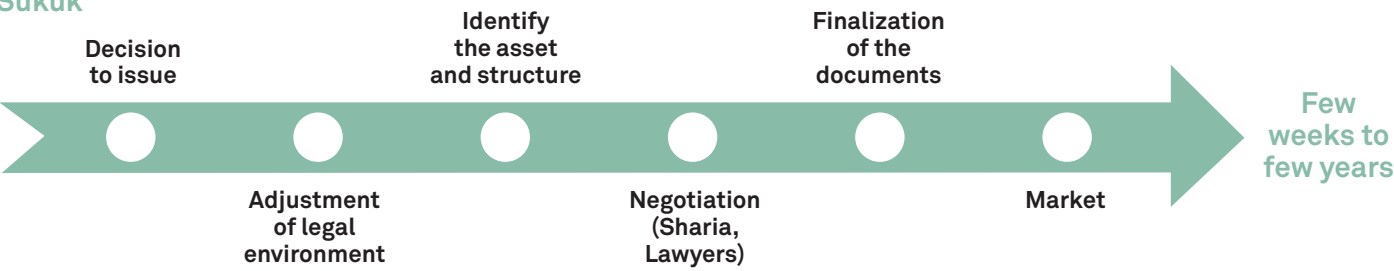 Sukuk
Decision
to issue
Adjustment
of legal
environment
Identify
the asset
and structure
Negotiation
(Sharia,
Lawyers)
Finalization
of the
documents
Market
Few
weeks to
few years